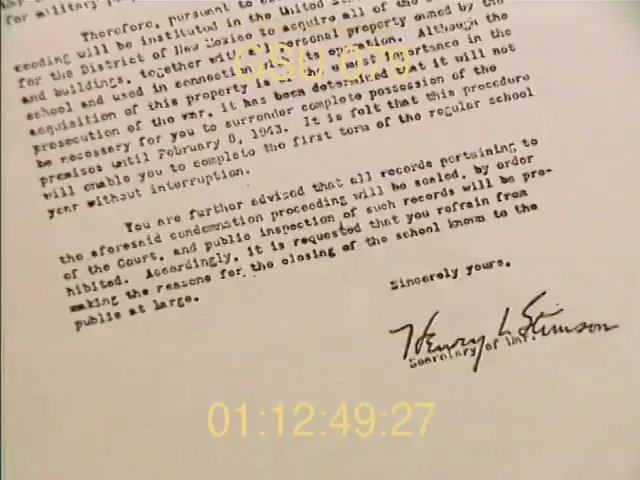 for military
Therefore, pursuant to
ceeding will be instituted in the United
for the District of New Mexico to acquire all of the
and buildings, together with all personal property owned by the
school and used in connection with its operation. Although the
acquisition of this property is of the utmost importance in the
prosecution of the war, it has been determined that it will not
be necessary for you to surrender complete possession of the
premises until February 8, 1943. It is felt that this procedure
will enable you to complete the first term of the regular school
year without interruption.
You are further advised that all records pertaining to
the aforesaid condemnation proceeding will be sealed, by order
of the Court, and public inspection of such records will be pro-
hibited. Accordingly, it is requested that you refrain from
making the reasons for the closing of the school known to the
public at large.
Sincerely yours,
Henry L Stimson
Secretary of War.
GSU 079
01:12:49:27